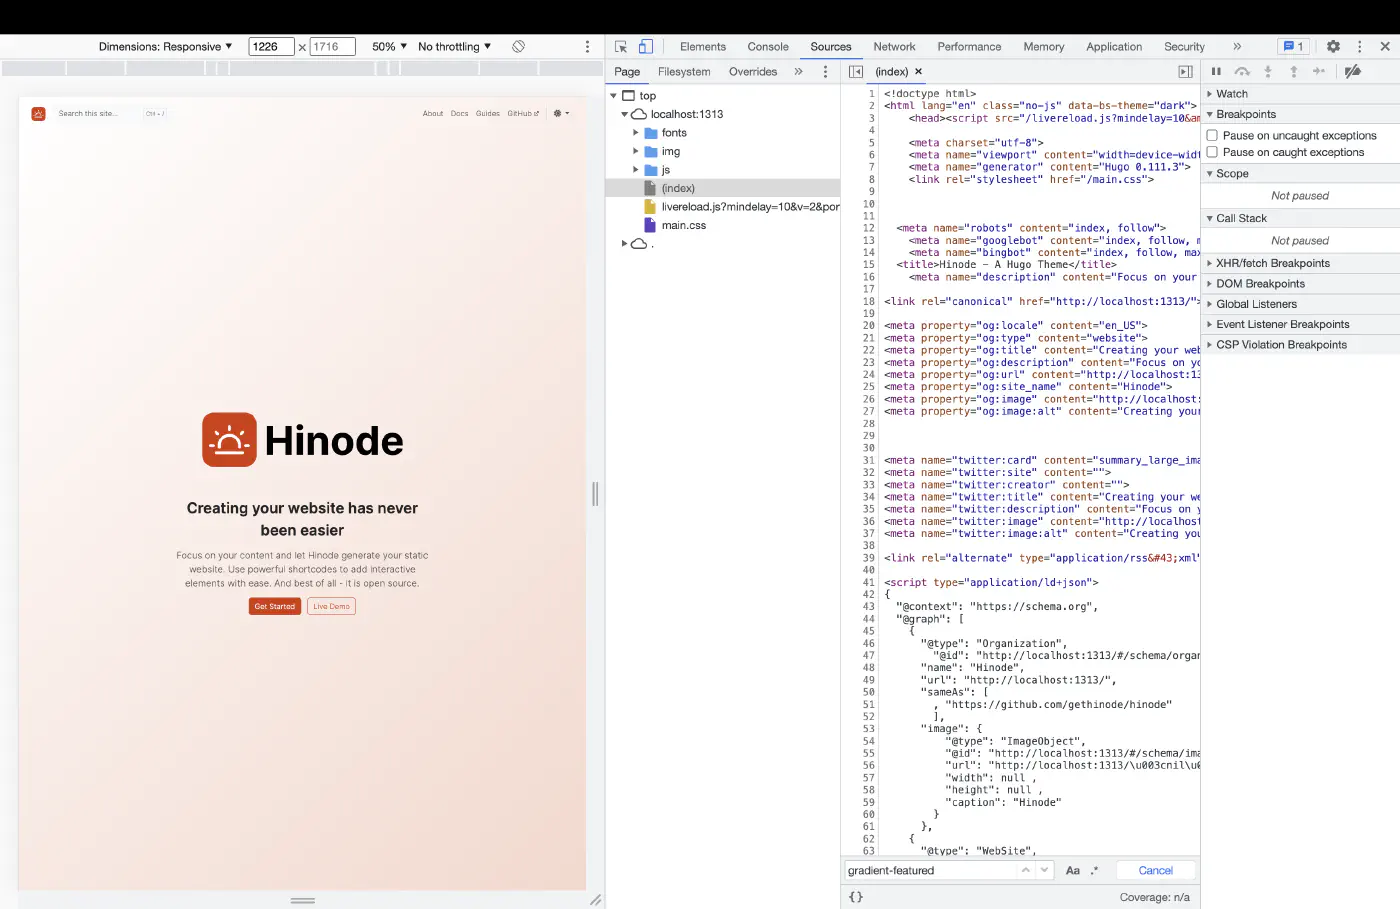 Dimensions: Responsive ▼ 1226 × 1716 50% ▼ No throttling ▼
Elements Console Sources Network Performance Memory Application Security » 1
Page Filesystem Overrides »
(index) ×
Search this site... Ctrl + /
About Docs Guides GitHub
Hinode
Creating your website has never
been easier
Focus on your content and let Hinode generate your static
website. Use powerful shortcodes to add interactive
elements with ease. And best of all - it is open source.
Get Started Live Demo
top
localhost:1313
fonts
img
js
(index)
livereload.js?mindelay=10&v=2&por
main.css
.
1 <!doctype html>
2 <html lang="en" class="no-js" data-bs-theme="dark">
3 <head><script src="/livereload.js?mindelay=10&am
4
5 <meta charset="utf-8">
6 <meta name="viewport" content="width=device-widt
7 <meta name="generator" content="Hugo 0.111.3">
8 <link rel="stylesheet" href="/main.css">
9
10
11
12 <meta name="robots" content="index, follow">
13 <meta name="googlebot" content="index, follow, m
14 <meta name="bingbot" content="index, follow, max
15 <title>Hinode - A Hugo Theme</title>
16 <meta name="description" content="Focus on your
17
18 <link rel="canonical" href="http://localhost:1313/">
19
20 <meta property="og:locale" content="en_US">
21 <meta property="og:type" content="website">
22 <meta property="og:title" content="Creating your web
23 <meta property="og:description" content="Focus on yo
24 <meta property="og:url" content="http://localhost:13
25 <meta property="og:site_name" content="Hinode">
26 <meta property="og:image" content="http://localhost:
27 <meta property="og:image:alt" content="Creating your
28
29
30
31 <meta name="twitter:card" content="summary_large_ima
32 <meta name="twitter:site" content="">
33 <meta name="twitter:creator" content="">
34 <meta name="twitter:title" content="Creating your we
35 <meta name="twitter:description" content="Focus on y
36 <meta name="twitter:image" content="http://localhost
37 <meta name="twitter:image:alt" content="Creating you
38
39 <link rel="alternate" type="application/rss&#43;xml"
40
41 <script type="application/ld+json">
42 {
43 "@context": "https://schema.org",
44 "@graph": [
45 {
46 "@type": "Organization",
47 "@id": "http://localhost:1313/#/schema/organ
48 "name": "Hinode",
49 "url": "http://localhost:1313/",
50 "sameAs": [
51 , "https://github.com/gethinode/hinode"
52 ],
53 "image": {
54 "@type": "ImageObject",
55 "@id": "http://localhost:1313/#/schema/ima
56 "url": "http://localhost:1313/\u003cnil\u0
57 "width": null ,
58 "height": null ,
59 "caption": "Hinode"
60 }
61 },
62 {
63 "@type": "WebSite",
gradient-featured Aa .* Cancel
{} Coverage: n/a
Watch
Breakpoints
Pause on uncaught exceptions
Pause on caught exceptions
Scope
Not paused
Call Stack
Not paused
XHR/fetch Breakpoints
DOM Breakpoints
Global Listeners
Event Listener Breakpoints
CSP Violation Breakpoints